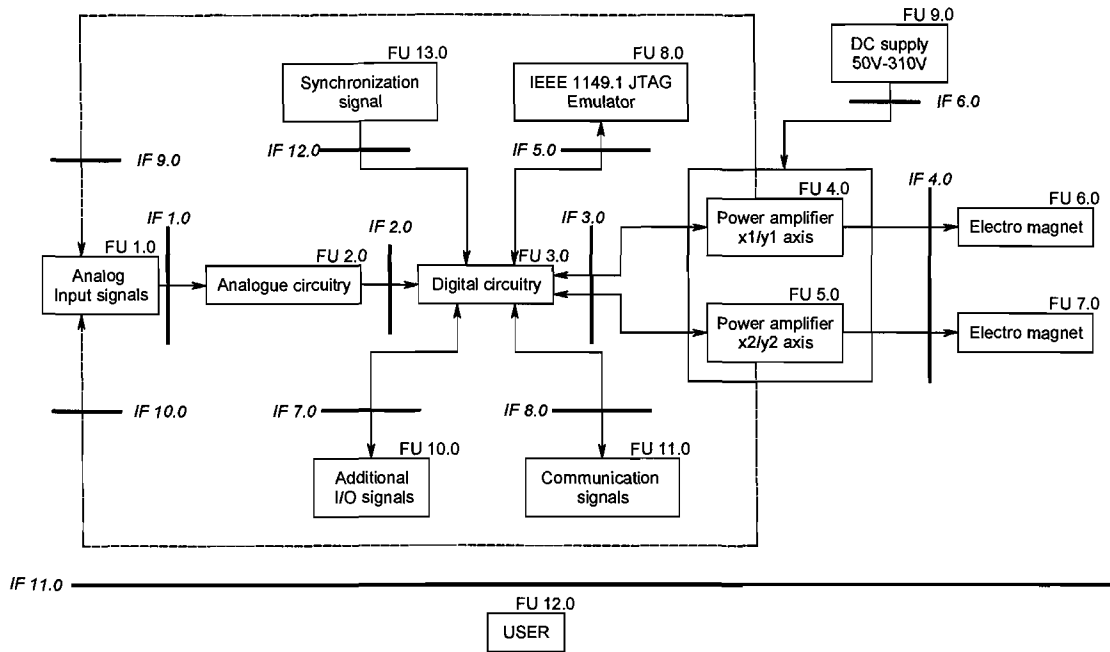 FU 9.0
DC supply
50V-310V
FU 13.0
Synchronization
signal
FU 8.0
IEEE 1149.1 JTAG
Emulator
IF 6.0
IF 9.0
IF 12.0
IF 5.0
IF 1.0
IF 2.0
IF 3.0
FU 4.0
Power amplifier
x1/y1 axis
IF 4.0
FU 6.0
Electro magnet
FU 1.0
Analog
Input signals
FU 2.0
Analogue circuitry
FU 3.0
Digital circuitry
FU 5.0
Power amplifier
x2/y2 axis
FU 7.0
Electro magnet
IF 10.0
IF 7.0
IF 8.0
FU 10.0
Additional
I/O signals
FU 11.0
Communication
signals
IF 11.0
FU 12.0
USER